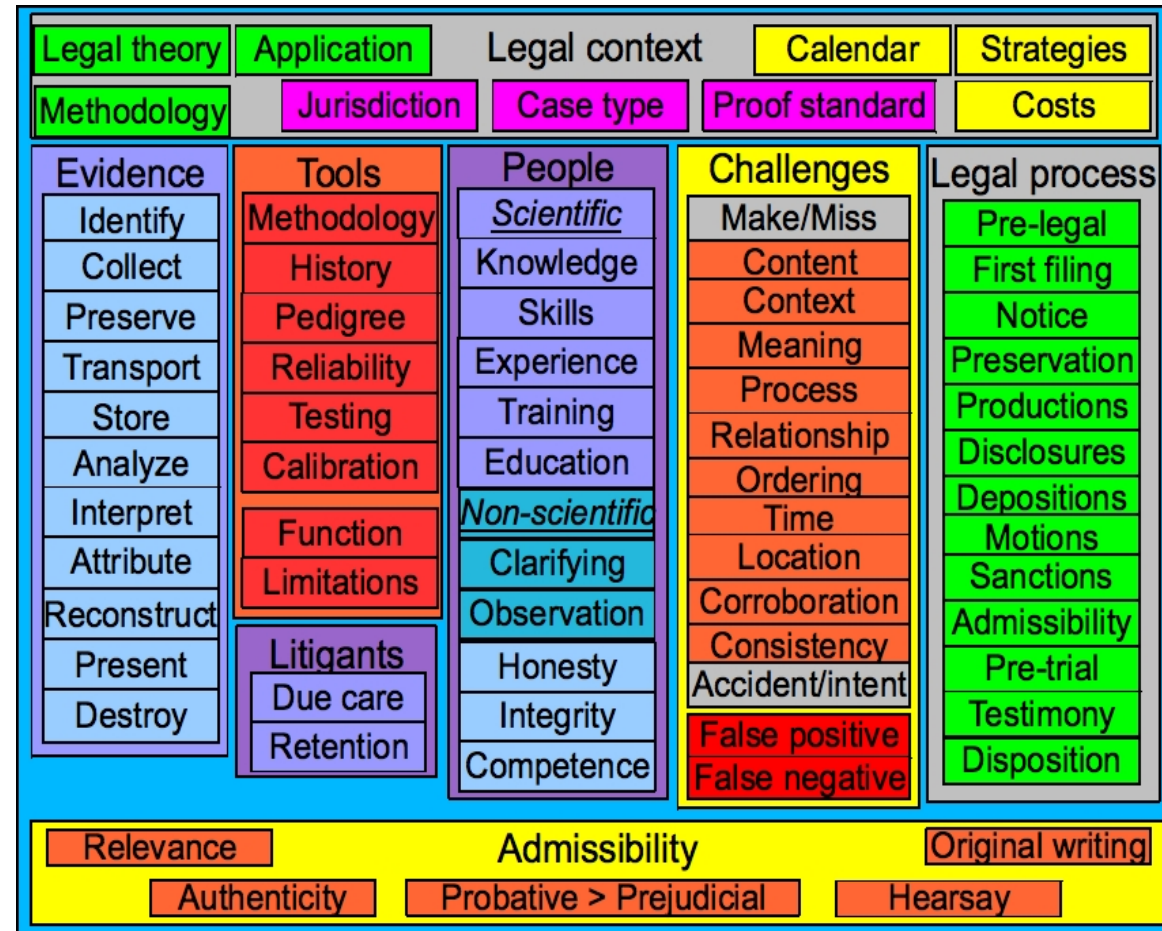 Legal theory Application Legal context Calendar Strategies
Methodology Jurisdiction Case type Proof standard Costs
Evidence
Identify
Collect
Preserve
Transport
Store
Analyze
Interpret
Attribute
Reconstruct
Present
Destroy
Tools
Methodology
History
Pedigree
Reliability
Testing
Calibration
Function
Limitations
Litigants
Due care
Retention
People
Scientific
Knowledge
Skills
Experience
Training
Education
Non-scientific
Clarifying
Observation
Honesty
Integrity
Competence
Challenges
Make/Miss
Content
Context
Meaning
Process
Relationship
Ordering
Time
Location
Corroboration
Consistency
Accident/intent
False positive
False negative
Legal process
Pre-legal
First filing
Notice
Preservation
Productions
Disclosures
Depositions
Motions
Sanctions
Admissibility
Pre-trial
Testimony
Disposition
Relevance Admissibility Original writing
Authenticity Probative > Prejudicial Hearsay